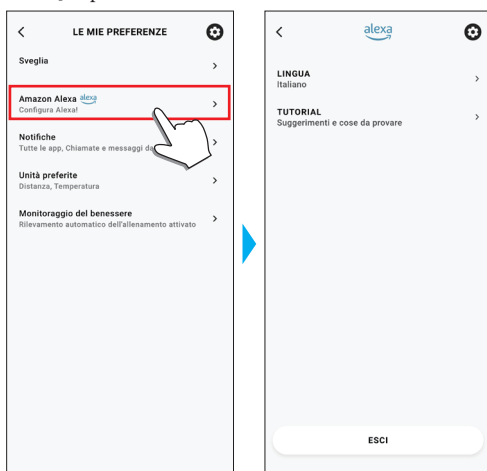 LE MIE PREFERENZE
Sveglia
Amazon Alexa alexa
Configura Alexa!
Notifiche
Tutte le app, Chiamate e messaggi
Unità preferite
Distanza, Temperatura
Monitoraggio del benessere
Rilevamento automatico dell'allenamento attivato
alexa
LINGUA
Italiano
TUTORIAL
Suggerimenti e cose da provare
ESCI